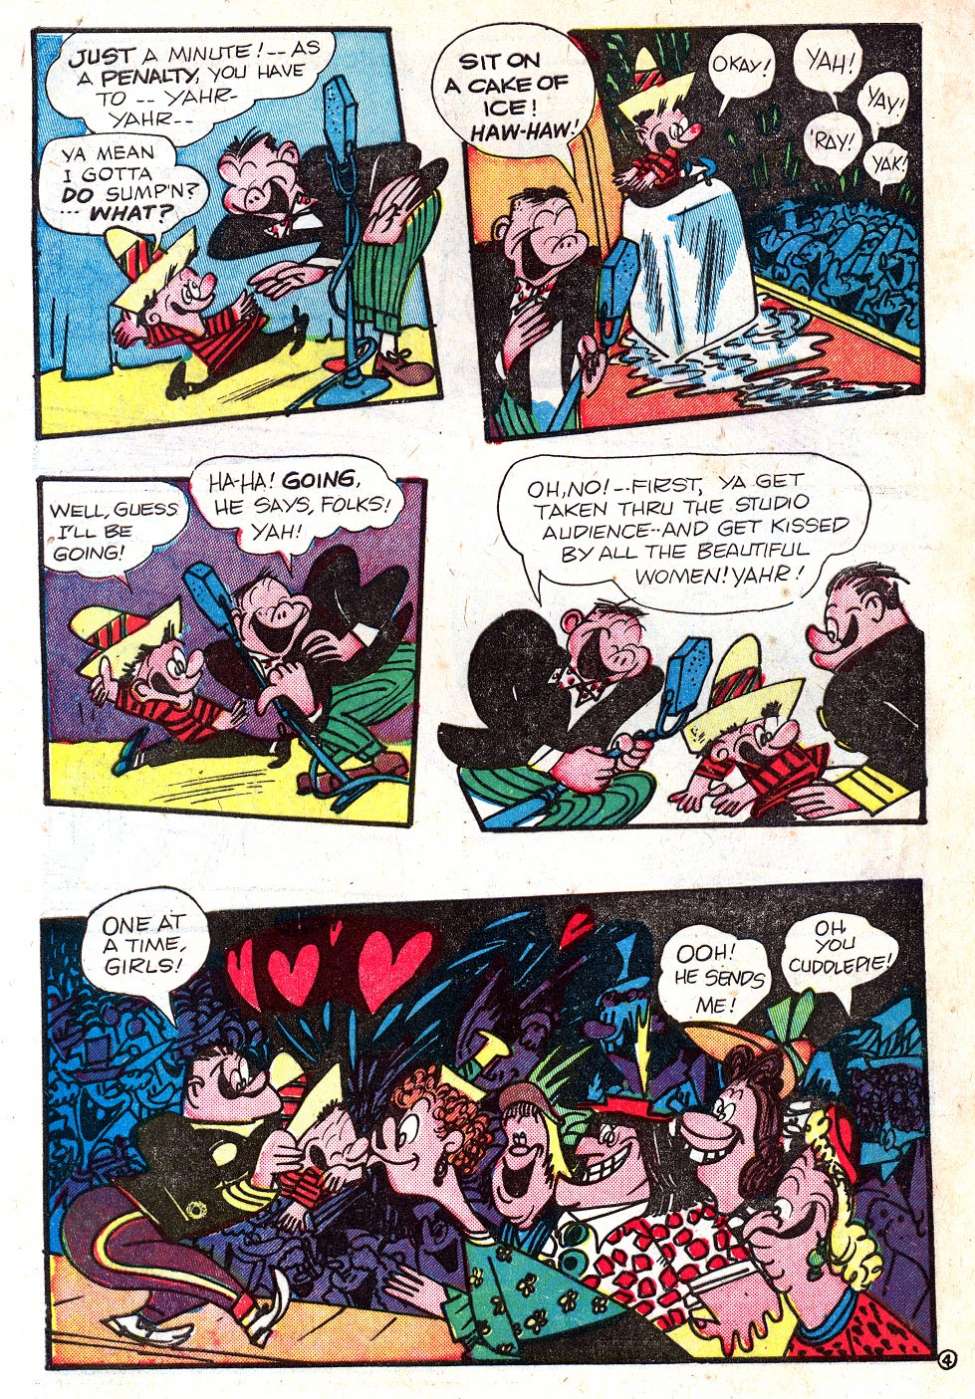 JUST A MINUTE!-- AS
A PENALTY, YOU HAVE
TO -- YAHR-
YAHR--
YA MEAN
I GOTTA
DO SUMP'N?
... WHAT?
SIT ON
A CAKE OF
ICE!
HAW-HAW!
OKAY!
YAH!
YAY!
'RAY!
YAK!
WELL, GUESS
I'LL BE
GOING!
HA-HA! GOING,
HE SAYS, FOLKS!
YAH!
OH, NO!--FIRST, YA GET
TAKEN THRU THE STUDIO
AUDIENCE--AND GET KISSED
BY ALL THE BEAUTIFUL
WOMEN! YAHR!
ONE AT
A TIME,
GIRLS!
OOH!
HE SENDS
ME!
OH
YOU
CUDDLEPIE!
4